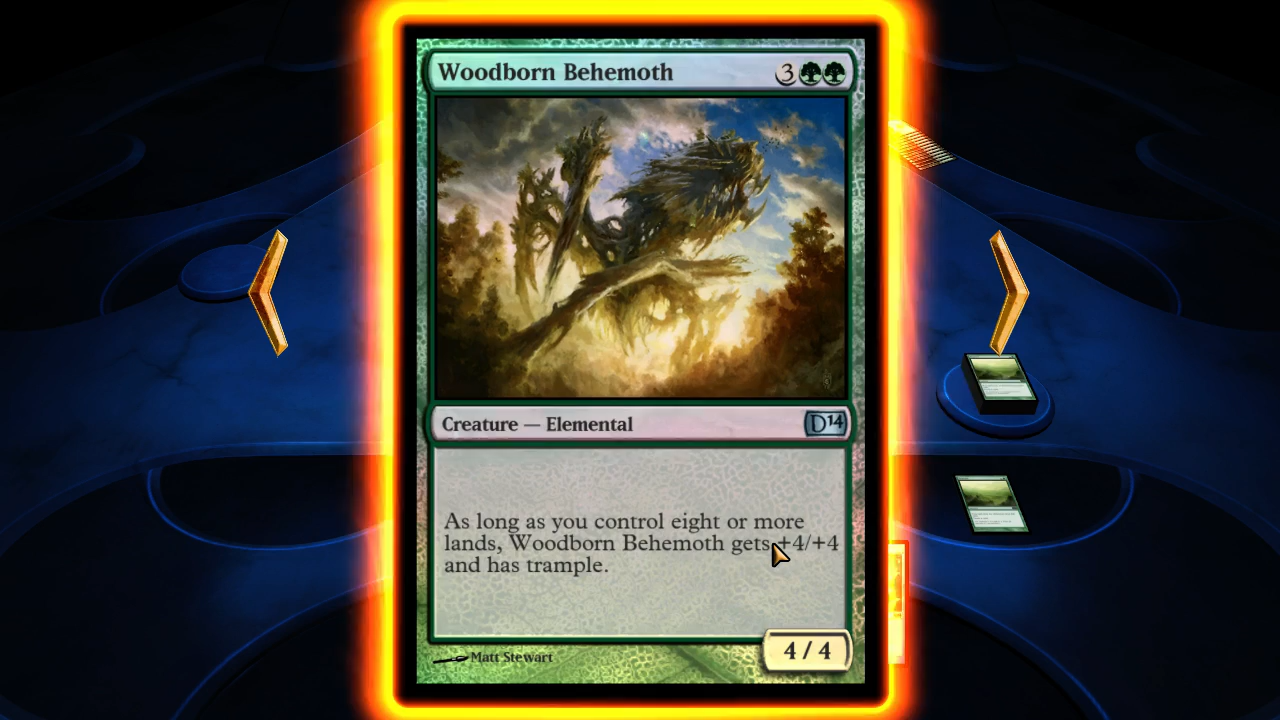 Woodborn Behemoth 3
Creature — Elemental D14
As long as you control eight or more
lands, Woodborn Behemoth gets +4/+4
and has trample.
Matt Stewart
4 / 4